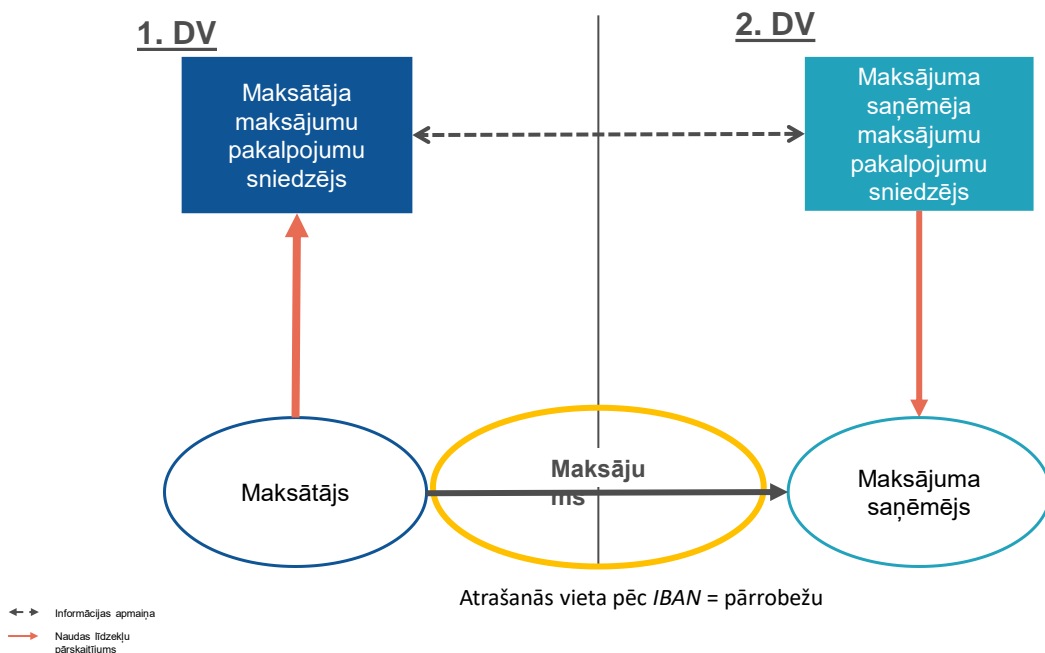 1. DV
2. DV
Maksātāja
maksājumu
pakalpojumu
sniedzējs
Maksājuma
saņēmēja
maksājumu
pakalpojumu
sniedzējs
Maksātājs
Maksāju
ms
Maksājuma
saņēmējs
Atrašanās vieta pēc IBAN = pārrobežu
Informācijas apmaiņa
Naudas līdzekļu
pārskaitījums